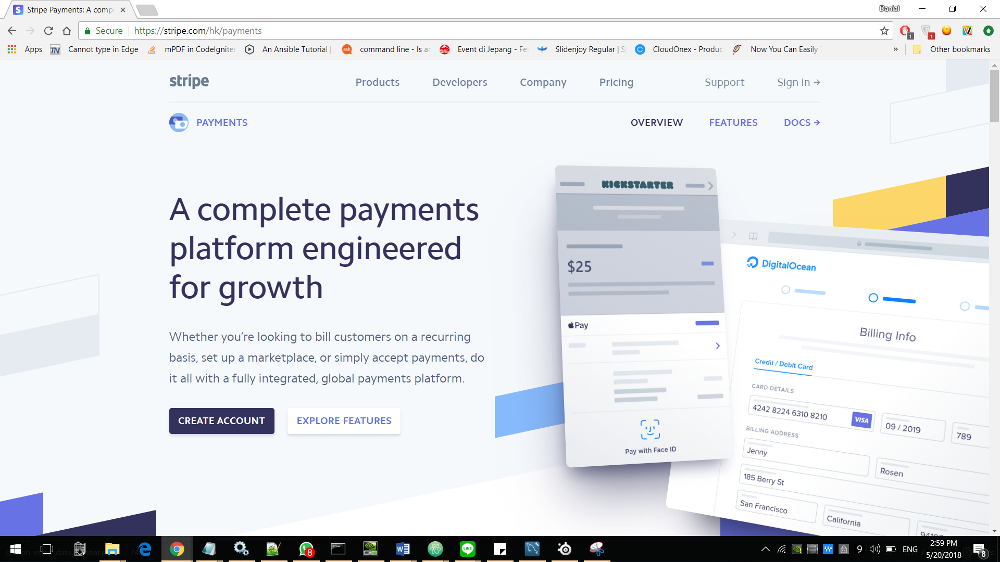 Stripe Payments: A compl
Danial
Secure
https://stripe.com/hk/payments
1
1
Apps
Cannot type in Edge
mPDF in CodeIgniter
An Ansible Tutorial |
command line - Is an
Event di Jepang - Fes
Slidenjoy Regular | S
CloudOnex - Produc
Now You Can Easily
»
Other bookmarks
stripe
Products
Developers
Company
Pricing
Support
Sign in →
PAYMENTS
OVERVIEW
FEATURES
DOCS →
A complete payments
platform engineered
for growth
Whether you’re looking to bill customers on a recurring
basis, set up a marketplace, or simply accept payments, do
it all with a fully integrated, global payments platform.
CREATE ACCOUNT
EXPLORE FEATURES
KICKSTARTER
$25
Pay
Pay with Face ID
DigitalOcean
Billing Info
Credit / Debit Card
CARD DETAILS
4242 8224 6310 8210
VISA
09 / 2019
789
BILLING ADDRESS
Jenny
Rosen
185 Berry St
San Francisco
California
8
ENG
2:59 PM
5/20/2018
8